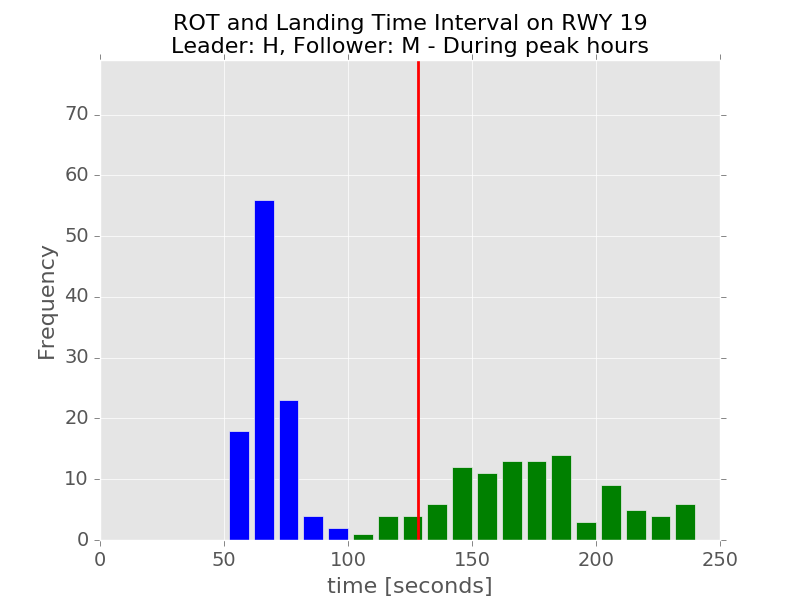 ROT and Landing Time Interval on RWY 19
Leader: H, Follower: M - During peak hours
70
60
50
40
30
20
10
0
Frequency
0 50 100 150 200 250
time [seconds]